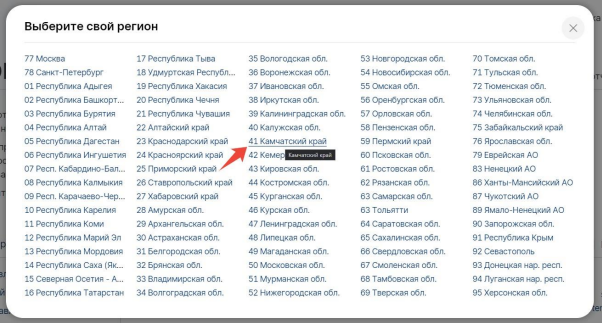 Выберите свой регион
77 Москва
78 Санкт-Петербург
01 Республика Адыгея
02 Республика Башкорт...
03 Республика Бурятия
04 Республика Алтай
05 Республика Дагестан
06 Республика Ингушетия
07 Респ. Кабардино-Бал...
08 Республика Калмыкия
09 Респ. Карачаево-Чер...
10 Республика Карелия
11 Республика Коми
12 Республика Марий Эл
13 Республика Мордовия
14 Республика Саха (Як...
15 Северная Осетия - А...
16 Республика Татарстан
17 Республика Тыва
18 Удмуртская Республ...
19 Республика Хакасия
20 Республика Чечня
21 Республика Чувашия
22 Алтайский край
23 Краснодарский край
24 Красноярский край
25 Приморский край
26 Ставропольский край
27 Хабаровский край
28 Амурская обл.
29 Архангельская обл.
30 Астраханская обл.
31 Белгородская обл.
32 Брянская обл.
33 Владимирская обл.
34 Волгоградская обл.
35 Вологодская обл.
36 Воронежская обл.
37 Ивановская обл.
38 Иркутская обл.
39 Калининградская обл.
40 Калужская обл.
41 Камчатский край
42 Кемер
Камчатский край
43 Кировская обл.
44 Костромская обл.
45 Курганская обл.
46 Курская обл.
47 Ленинградская обл.
48 Липецкая обл.
49 Магаданская обл.
50 Московская обл.
51 Мурманская обл.
52 Нижегородская обл.
53 Новгородская обл.
54 Новосибирская обл.
55 Омская обл.
56 Оренбургская обл.
57 Орловская обл.
58 Пензенская обл.
59 Пермский край
60 Псковская обл.
61 Ростовская обл.
62 Рязанская обл.
63 Самарская обл.
63 Тольятти
64 Саратовская обл.
65 Сахалинская обл.
66 Свердловская обл.
67 Смоленская обл.
68 Тамбовская обл.
69 Тверская обл.
70 Томская обл.
71 Тульская обл.
72 Тюменская обл.
73 Ульяновская обл.
74 Челябинская обл.
75 Забайкальский край
76 Ярославская обл.
79 Еврейская АО
83 Ненецкий АО
86 Ханты-Мансийский АО
87 Чукотский АО
89 Ямало-Ненецкий АО
90 Запорожская обл.
91 Республика Крым
92 Севастополь
93 Донецкая нар. респ.
94 Луганская нар. респ.
95 Херсонская обл.